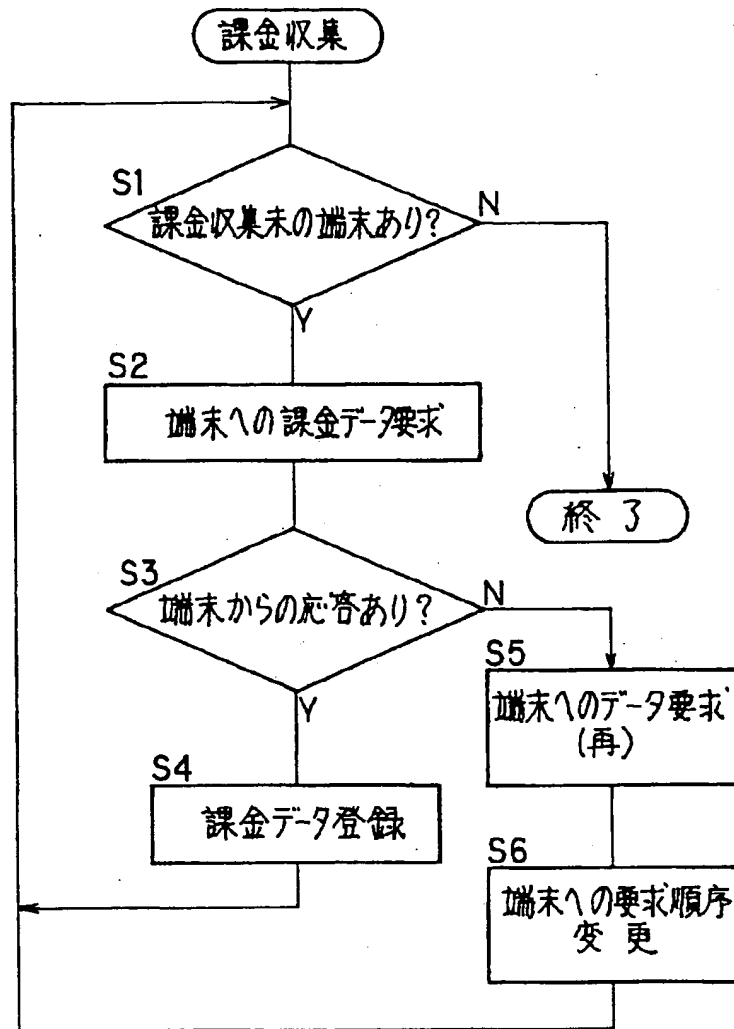 課金収集
S1
課金収集未の端末あり?
N
Y
S2
端末への課金データ要求
終了
S3
端末からの応答あり?
N
Y
S5
端末へのデータ要求
(再)
S4
課金データ登録
S6
端末への要求順序
変更